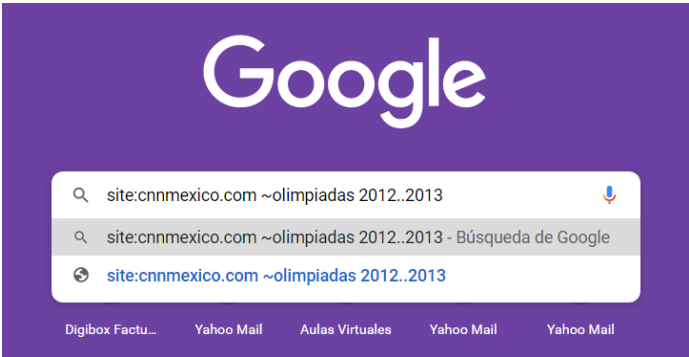 Google
site:cnnmexico.com ~olimpiadas 2012..2013
site:cnnmexico.com ~olimpiadas 2012..2013 - Búsqueda de Google
site:cnnmexico.com ~olimpiadas 2012..2013
Digibox Factu... Yahoo Mail Aulas Virtuales Yahoo Mail Yahoo Mail